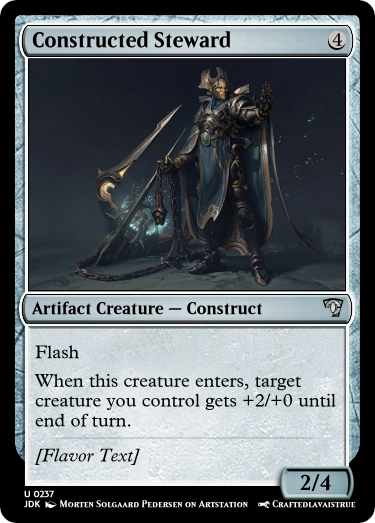 Constructed Steward 4
Artifact Creature — Construct
Flash
When this creature enters, target
creature you control gets +2/+0 until
end of turn.
[Flavor Text]
2/4
U 0237
JDK Morten Solgaard Pedersen on Artstation Craftedlavaistrue